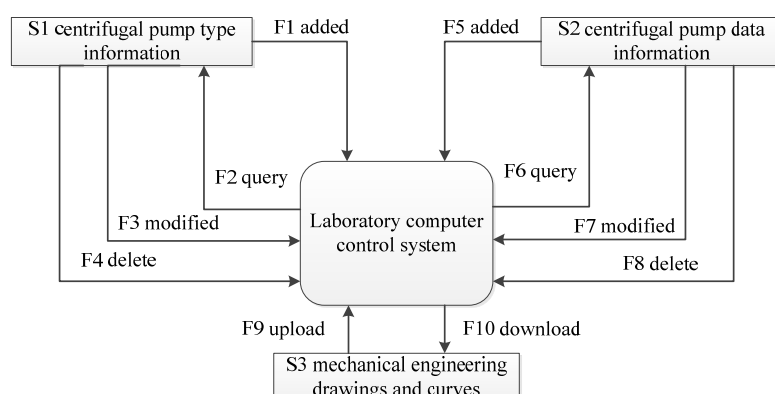 S1 centrifugal pump type
information
F1 added
F5 added
S2 centrifugal pump data
information
F2 query
F6 query
F3 modified
F7 modified
F4 delete
F8 delete
Laboratory computer
control system
F9 upload
F10 download
S3 mechanical engineering
drawings and curves